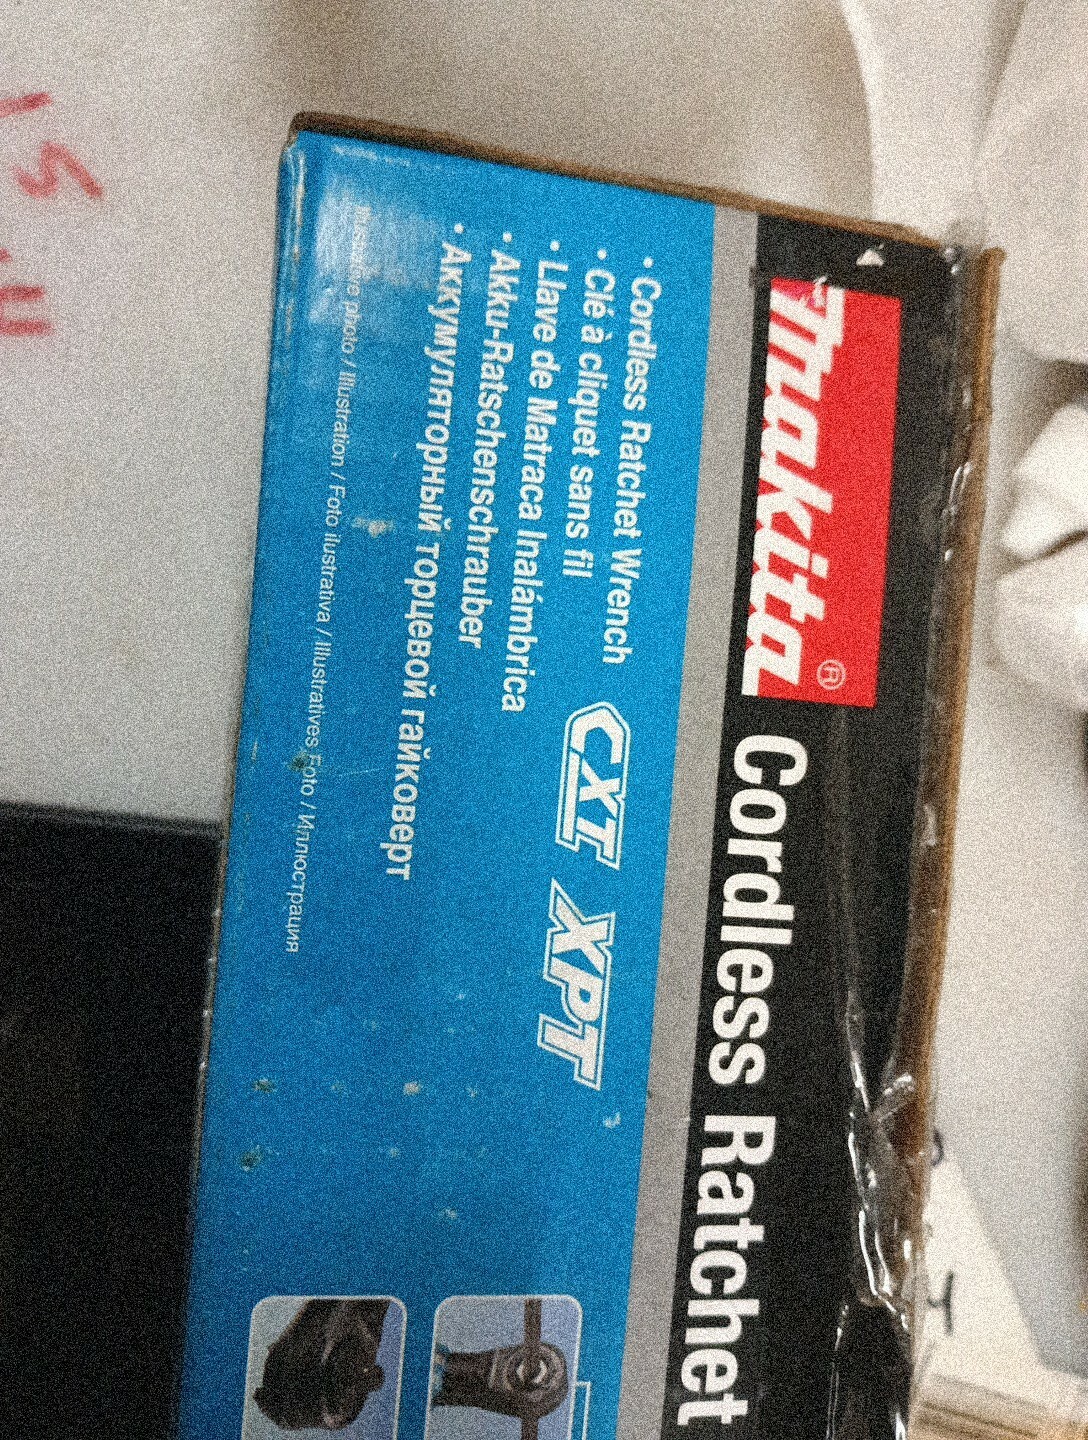 Makita®
Cordless Ratchet
• Cordless Ratchet Wrench
• Clé à cliquet sans fil
• Llave de Matraca Inalámbrica
• Akku-Ratschenschrauber
• Аккумуляторный торцевой гайковерт
CXT XPT
Illustrative photo / Illustration / Foto ilustrativa / Illustratives Foto / Иллюстрация